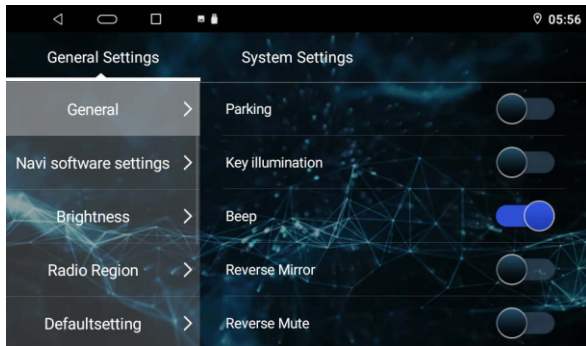 05:56
General Settings
System Settings
General
Parking
Navi software settings
Key illumination
Brightness
Beep
Radio Region
Reverse Mirror
Defaultsetting
Reverse Mute